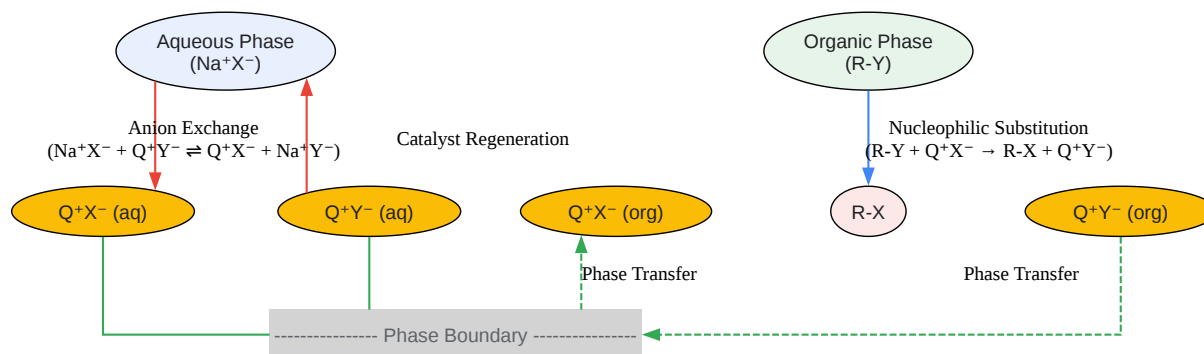 Aqueous Phase
(Na⁺X⁻)
Organic Phase
(R-Y)
Anion Exchange
(Na⁺X⁻ + Q⁺Y⁻ ⇌ Q⁺X⁻ + Na⁺Y⁻)
Catalyst Regeneration
Nucleophilic Substitution
(R-Y + Q⁺X⁻ → R-X + Q⁺Y⁻)
Q⁺X⁻ (aq)
Q⁺Y⁻ (aq)
Q⁺X⁻ (org)
R-X
Q⁺Y⁻ (org)
Phase Transfer
Phase Transfer
---------------- Phase Boundary ----------------